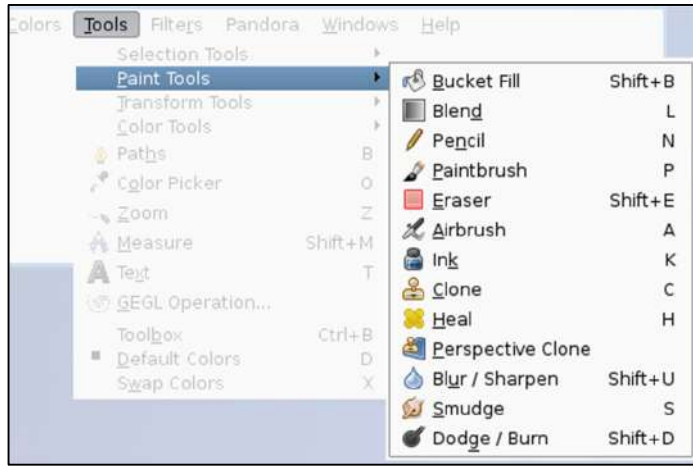 Colors Tools Filters Pandora Windows Help
Selection Tools
Paint Tools
Transform Tools
Color Tools
Paths B
Color Picker O
Zoom Z
Measure Shift+M
Text T
GEGL Operation...
Toolbox Ctrl+B
Default Colors D
Swap Colors X
Bucket Fill Shift+B
Blend L
Pencil N
Paintbrush P
Eraser Shift+E
Airbrush A
Ink K
Clone C
Heal H
Perspective Clone
Blur / Sharpen Shift+U
Smudge S
Dodge / Burn Shift+D